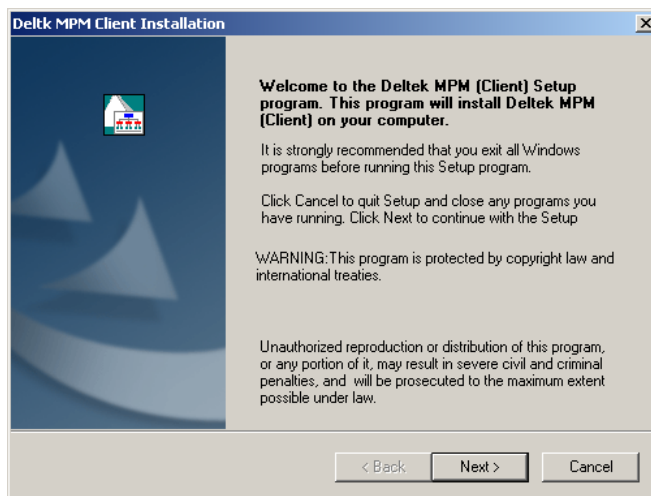 Deltk MPM Client Installation
Welcome to the Deltek MPM (Client) Setup
program. This program will install Deltek MPM
(Client) on your computer.
It is strongly recommended that you exit all Windows
programs before running this Setup program.
Click Cancel to quit Setup and close any programs you
have running. Click Next to continue with the Setup
WARNING:This program is protected by copyright law and
international treaties.
Unauthorized reproduction or distribution of this program,
or any portion of it, may result in severe civil and criminal
penalties, and  will be prosecuted to the maximum extent
possible under law.
< Back
Next >
Cancel